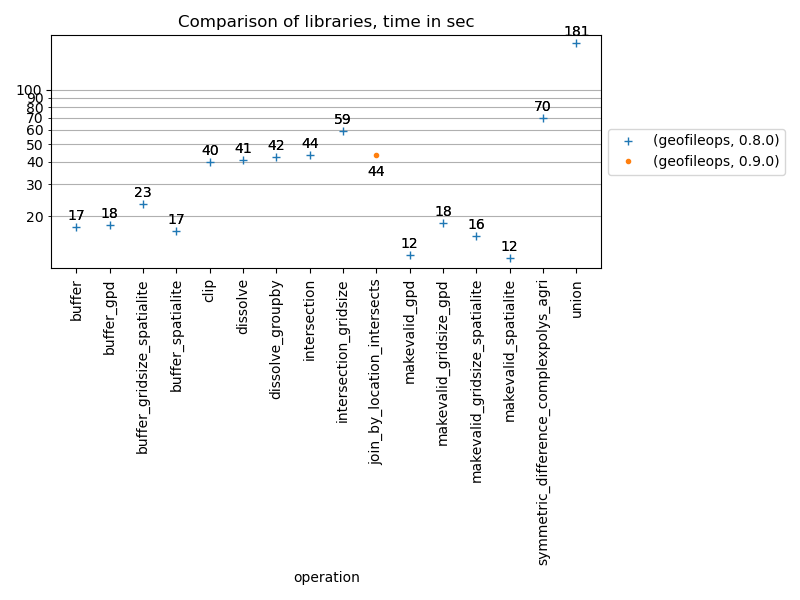 Comparison of libraries, time in sec
181
100
90
80
70
60
50
40
30
20
17
18
23
17
40
41
42
44
59
44
12
18
16
12
70
(geofileops, 0.8.0)
(geofileops, 0.9.0)
buffer
buffer_gpd
buffer_gridsize_spatialite
buffer_spatialite
clip
dissolve
dissolve_groupby
intersection
intersection_gridsize
join_by_location_intersects
makevalid_gpd
makevalid_gridsize_gpd
makevalid_gridsize_spatialite
makevalid_spatialite
symmetric_difference_complexpolys_agri
union
operation